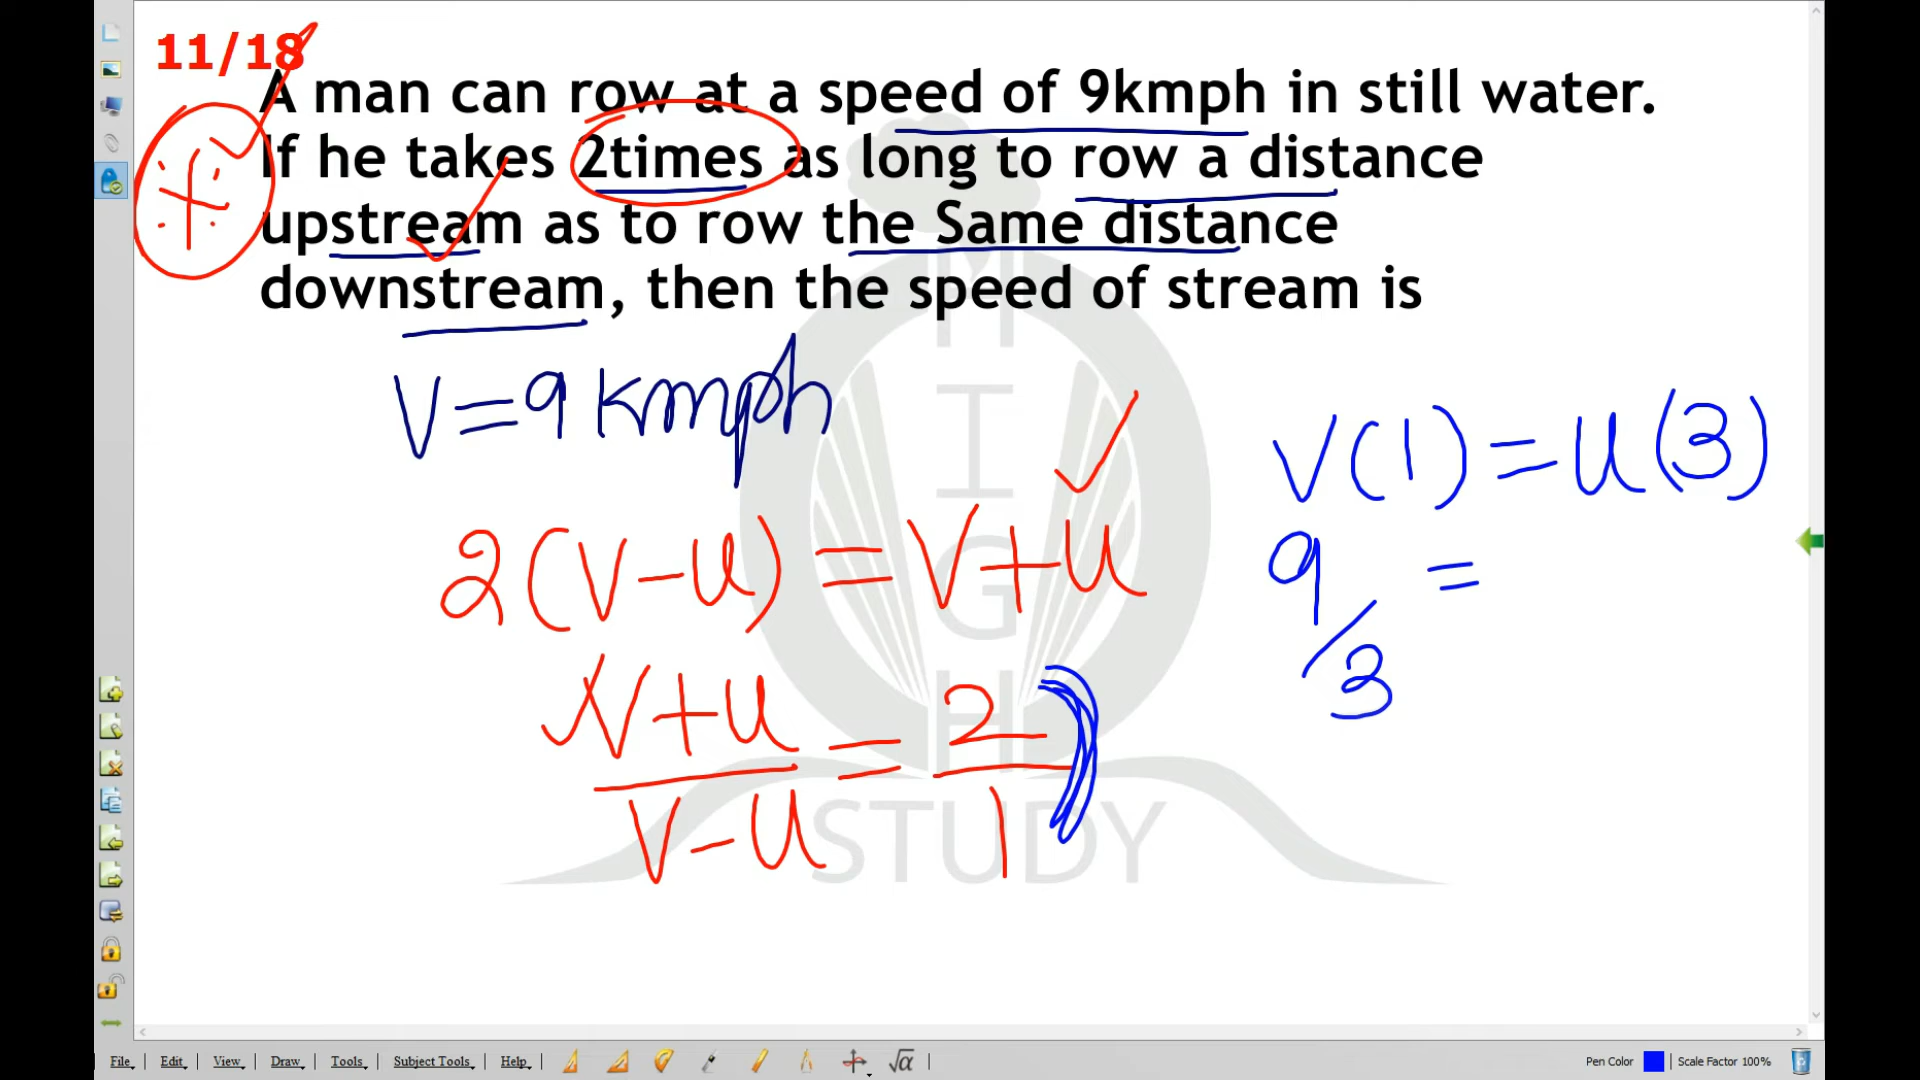 11/18
A man can row at a speed of 9kmph in still water.
If he takes 2times as long to row a distance
upstream as to row the Same distance
downstream, then the speed of stream is
V=9 kmph
2(V-u)=V+u
V+u/V-u = 2/1
V(1)=u(3)
9/3 =
HIGH
STUDY
File Edit View Draw Tools Subject Tools Help √α Pen Color Scale Factor 100%